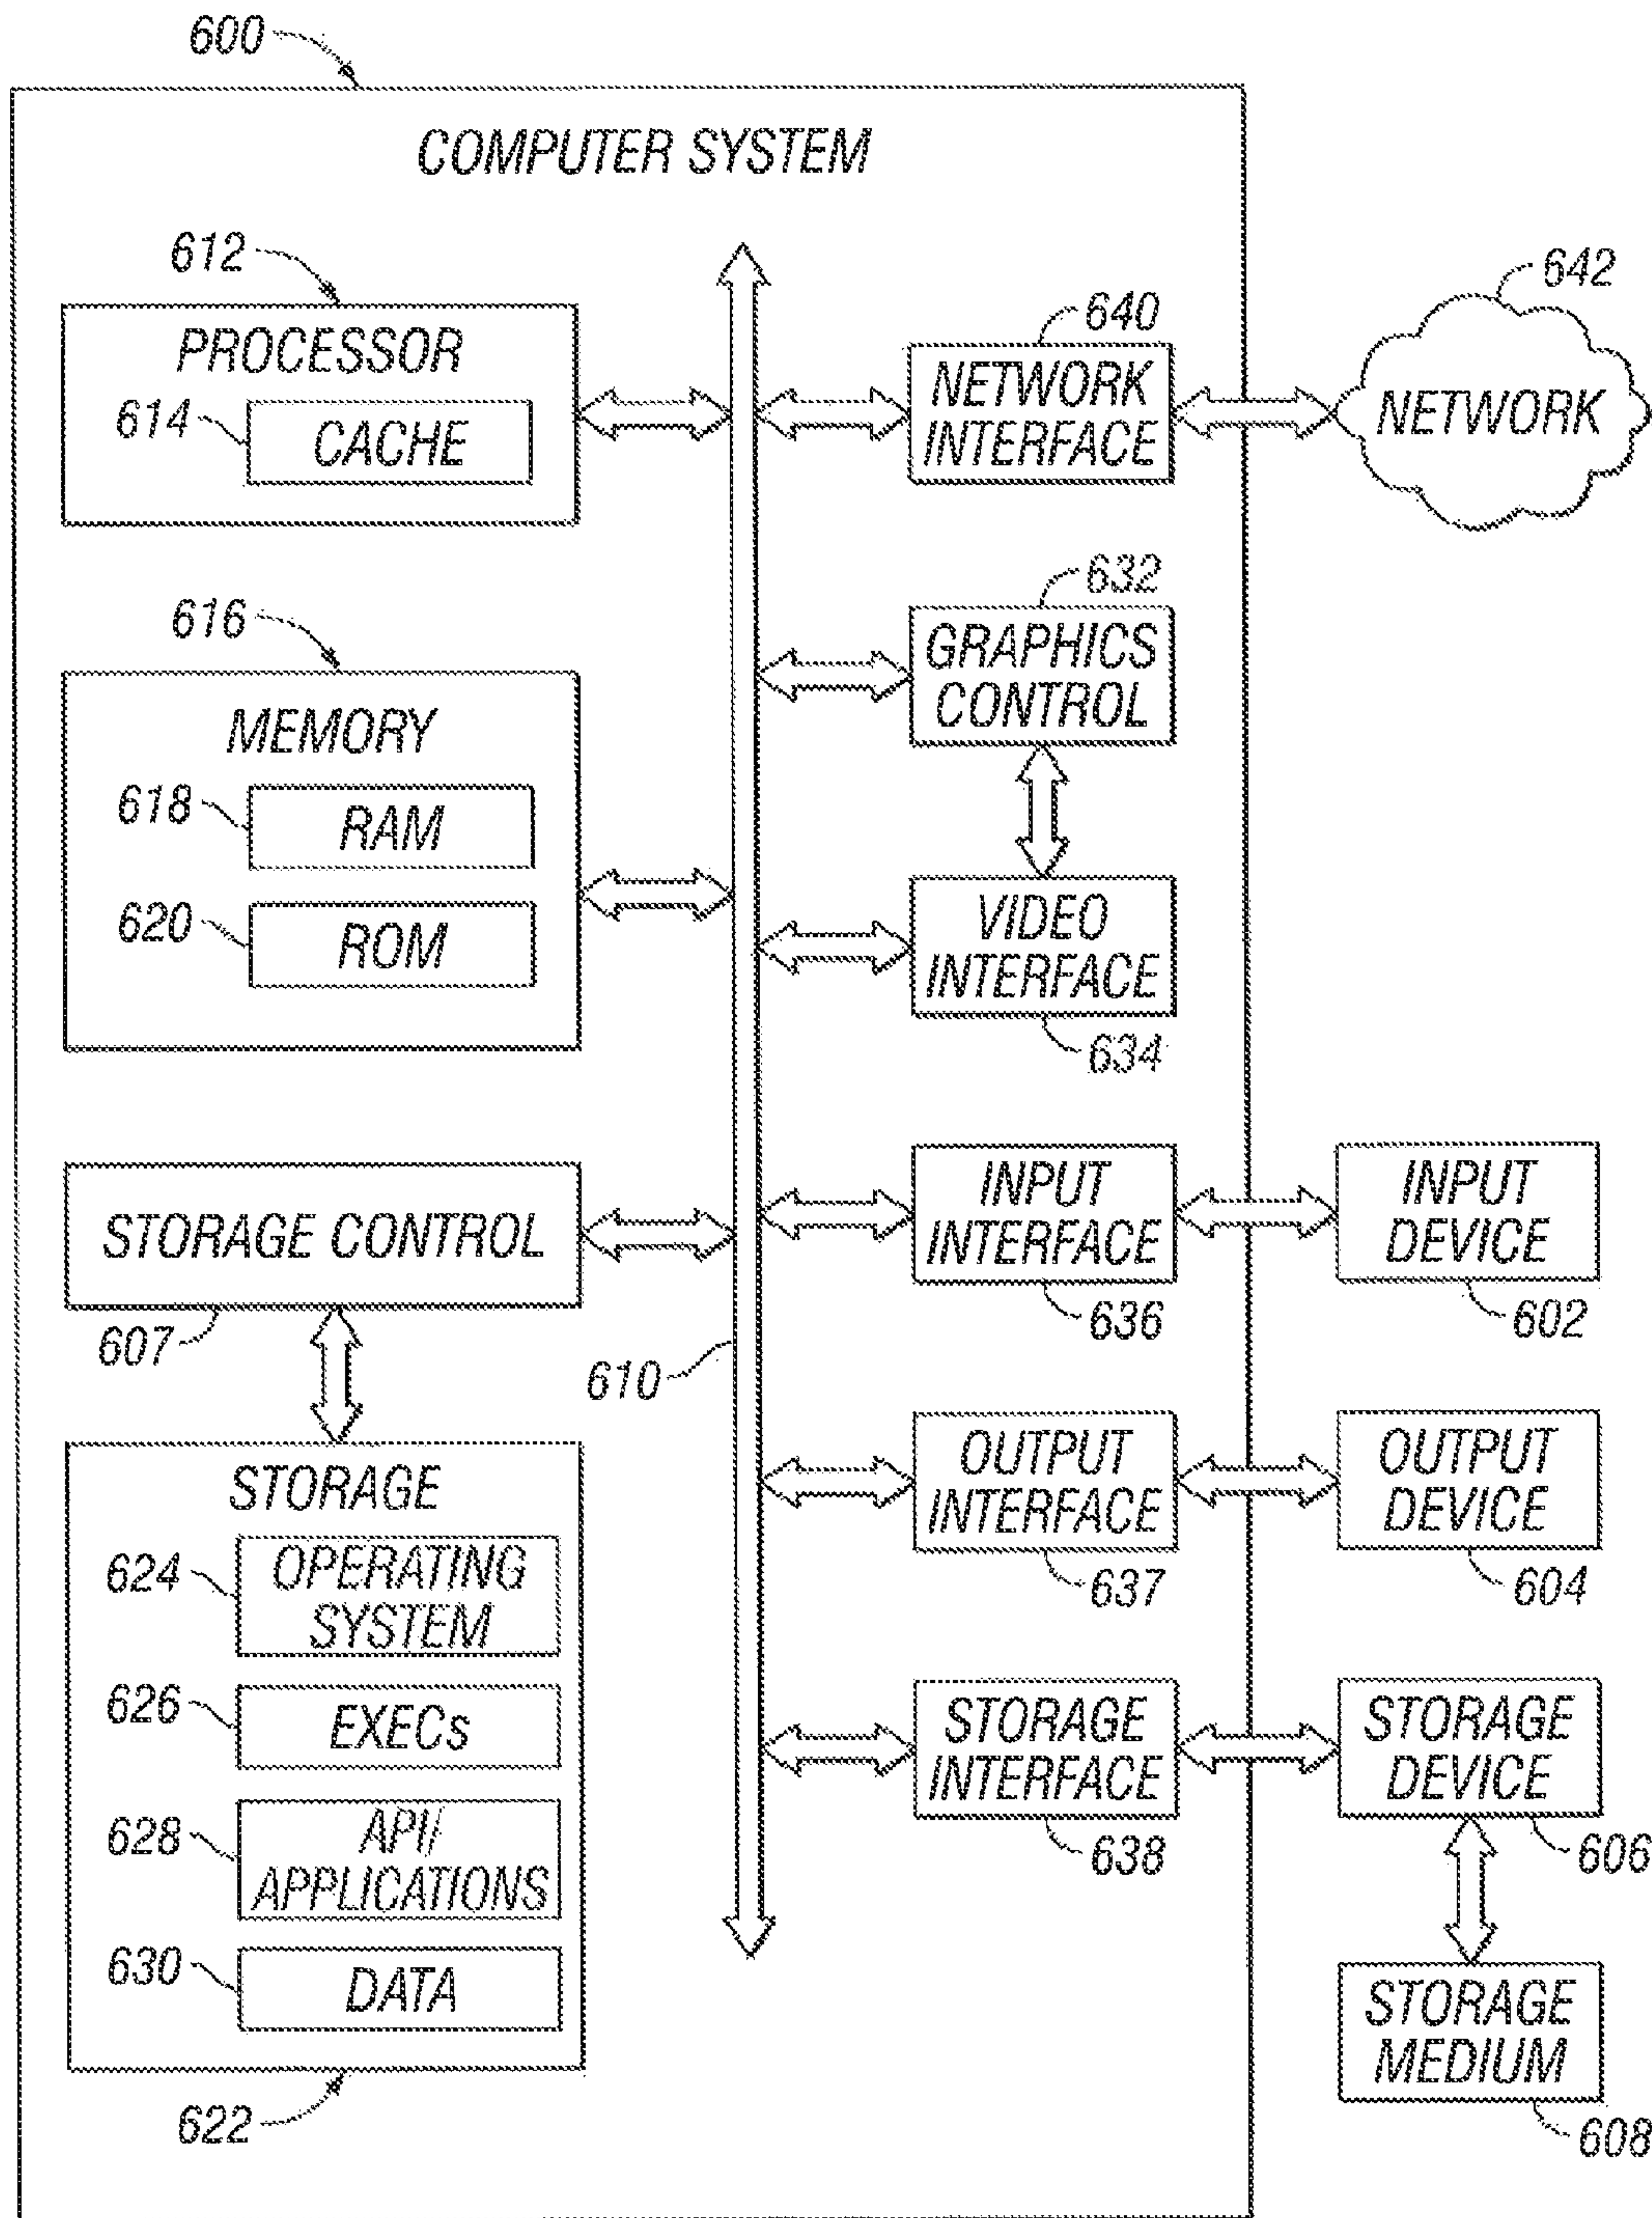 600
COMPUTER SYSTEM
612
PROCESSOR
614
CACHE
640
NETWORK
INTERFACE
642
NETWORK
616
MEMORY
618
RAM
620
ROM
632
GRAPHICS
CONTROL
VIDEO
INTERFACE
634
STORAGE CONTROL
607
610
INPUT
INTERFACE
636
INPUT
DEVICE
602
STORAGE
624
OPERATING
SYSTEM
626
EXECs
628
API/
APPLICATIONS
630
DATA
622
OUTPUT
INTERFACE
637
OUTPUT
DEVICE
604
STORAGE
INTERFACE
638
STORAGE
DEVICE
606
STORAGE
MEDIUM
608